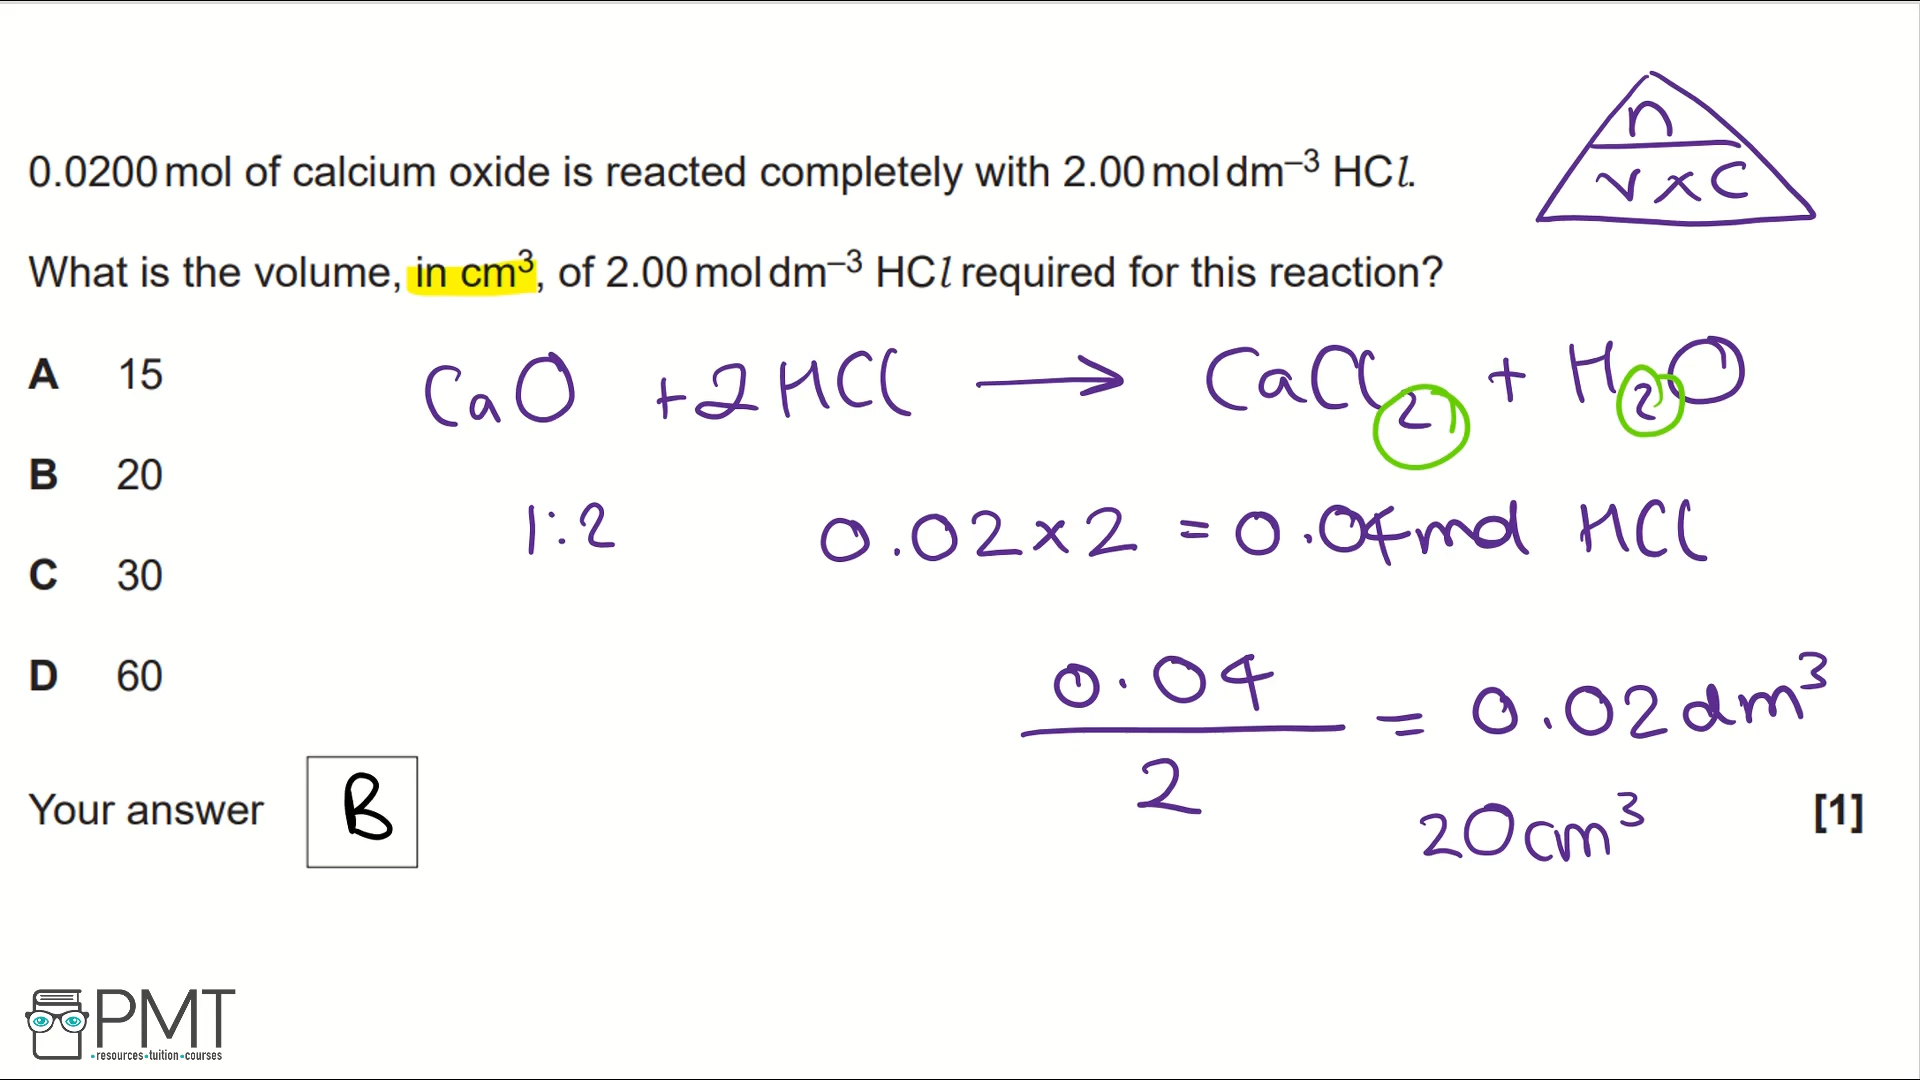 n
v x c
0.0200 mol of calcium oxide is reacted completely with 2.00 mol dm⁻³ HCl.
What is the volume, in cm³, of 2.00 mol dm⁻³ HCl required for this reaction?
A 15
CaO + 2HCl → CaCl₂ + H₂O
B 20
1:2 0.02 x 2 = 0.04 mol HCl
C 30
D 60
0.04 / 2 = 0.02 dm³
20cm³
Your answer B [1]
PMT
•resources•tuition•courses